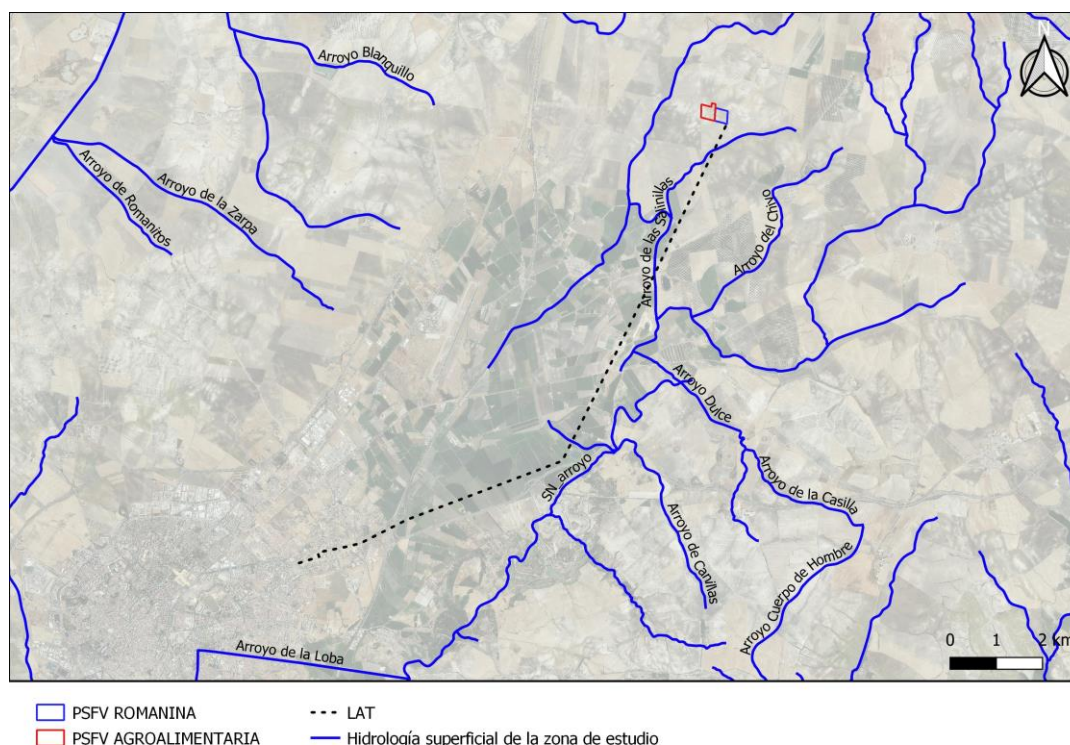 N
Arroyo Blanquillo
Arroyo de Romanitos
Arroyo de la Zarpa
Arroyo de las Salinillas
Arroyo del Chivo
Arroyo Dulce
SN_arroyo
Arroyo de la Casilla
Arroyo de Canillas
Arroyo Cuerpo de Hombre
Arroyo de la Loba
0 1 2 km
PSFV ROMANINA
LAT
PSFV AGROALIMENTARIA
Hidrología superficial de la zona de estudio